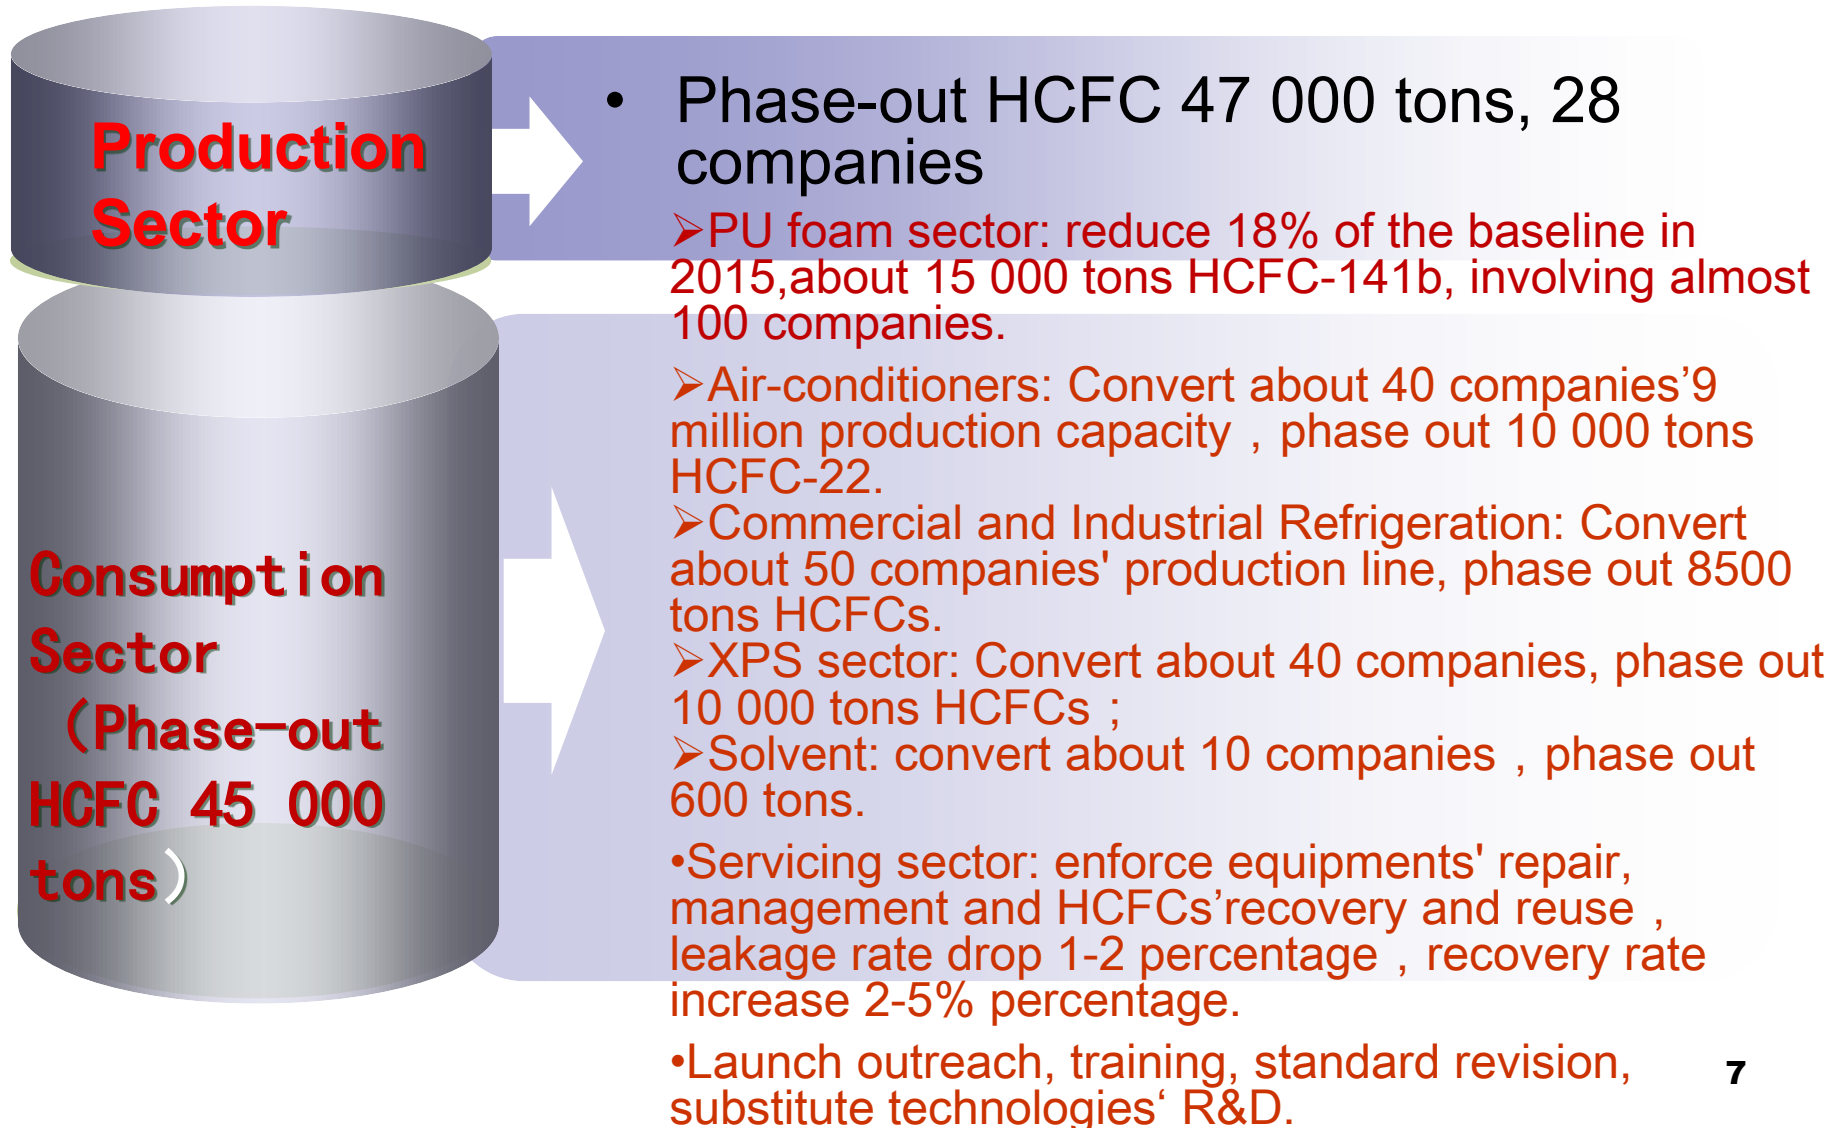 Production
Sector
• Phase-out HCFC 47 000 tons, 28
companies
➢PU foam sector: reduce 18% of the baseline in
2015,about 15 000 tons HCFC-141b, involving almost
100 companies.
Consumption
Sector
（Phase-out
HCFC 45 000
tons）
➢Air-conditioners: Convert about 40 companies’9
million production capacity，phase out 10 000 tons
HCFC-22.
➢Commercial and Industrial Refrigeration: Convert
about 50 companies' production line, phase out 8500
tons HCFCs.
➢XPS sector: Convert about 40 companies, phase out
10 000 tons HCFCs；
➢Solvent: convert about 10 companies，phase out
600 tons.
•Servicing sector: enforce equipments' repair,
management and HCFCs’recovery and reuse，
leakage rate drop 1-2 percentage，recovery rate
increase 2-5% percentage.
•Launch outreach, training, standard revision,
substitute technologies‘ R&D.
7